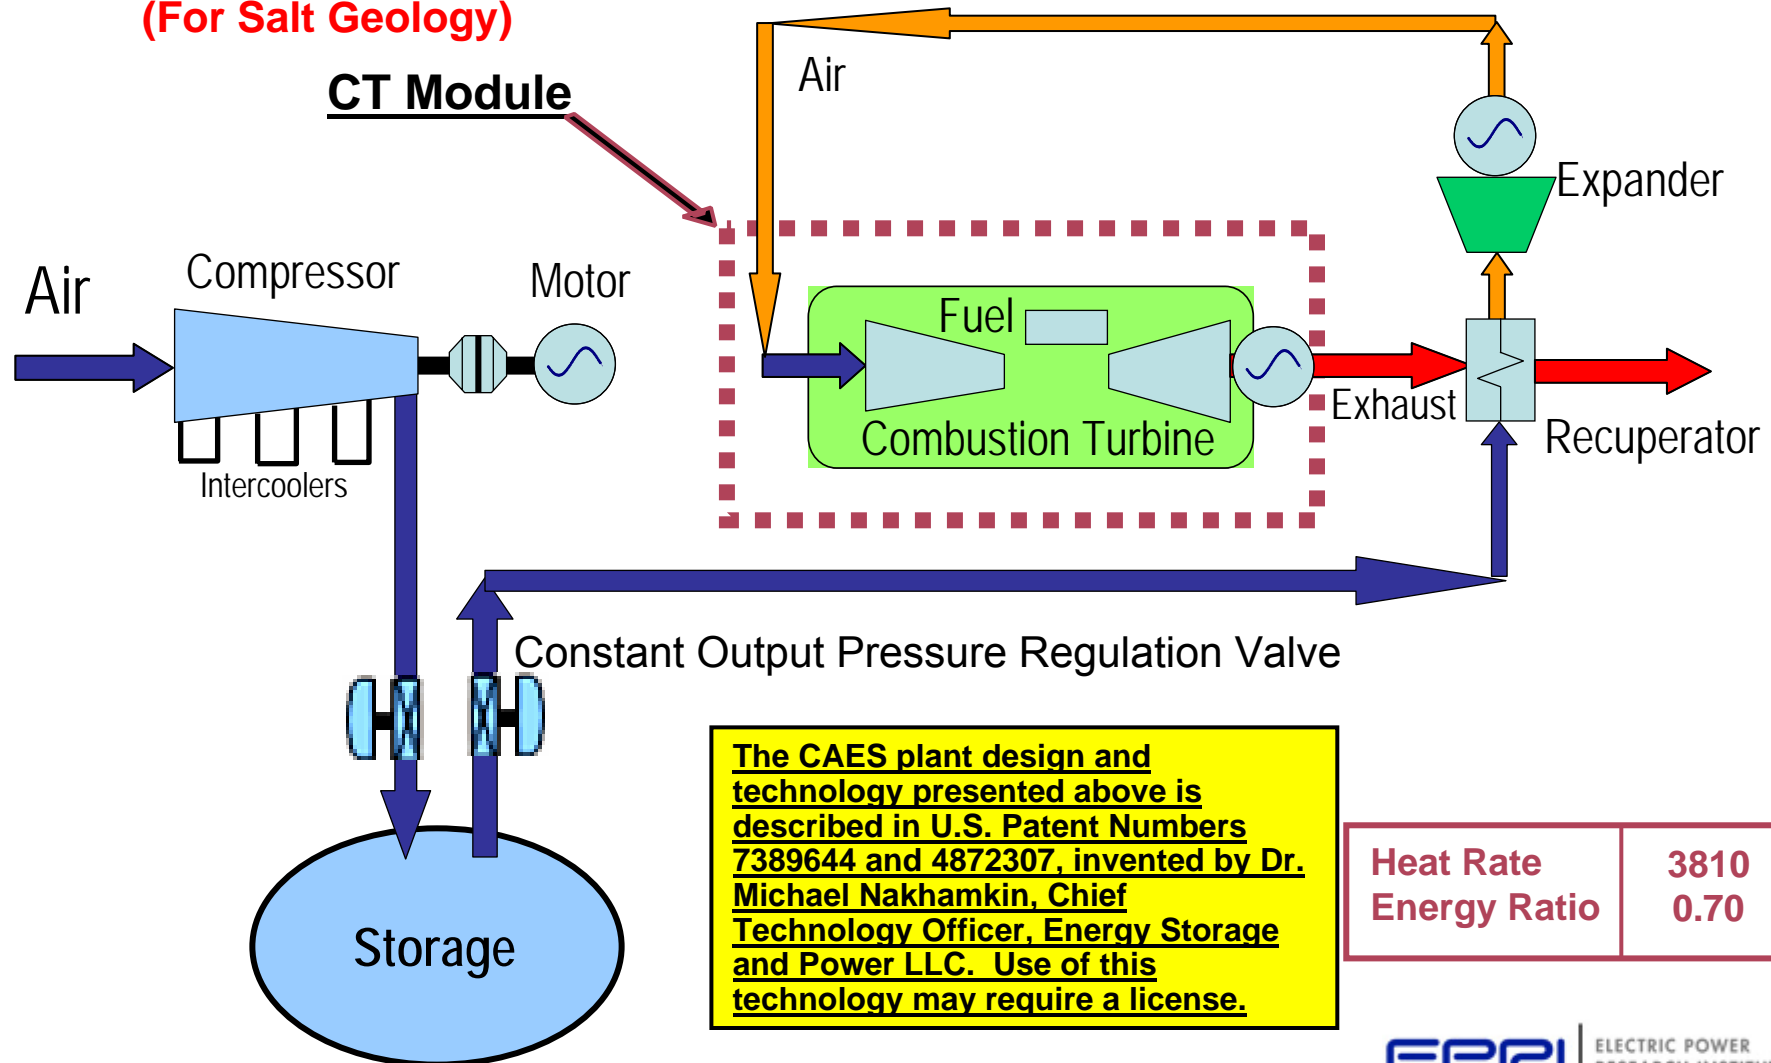 (For Salt Geology)
CT Module
Air
Expander
Air
Compressor
Motor
Fuel
Combustion Turbine
Exhaust
Recuperator
Intercoolers
Constant Output Pressure Regulation Valve
Storage
The CAES plant design and
technology presented above is
described in U.S. Patent Numbers
7389644 and 4872307, invented by Dr.
Michael Nakhamkin, Chief
Technology Officer, Energy Storage
and Power LLC.  Use of this
technology may require a license.
Heat Rate 3810
Energy Ratio 0.70
EPRI
ELECTRIC POWER